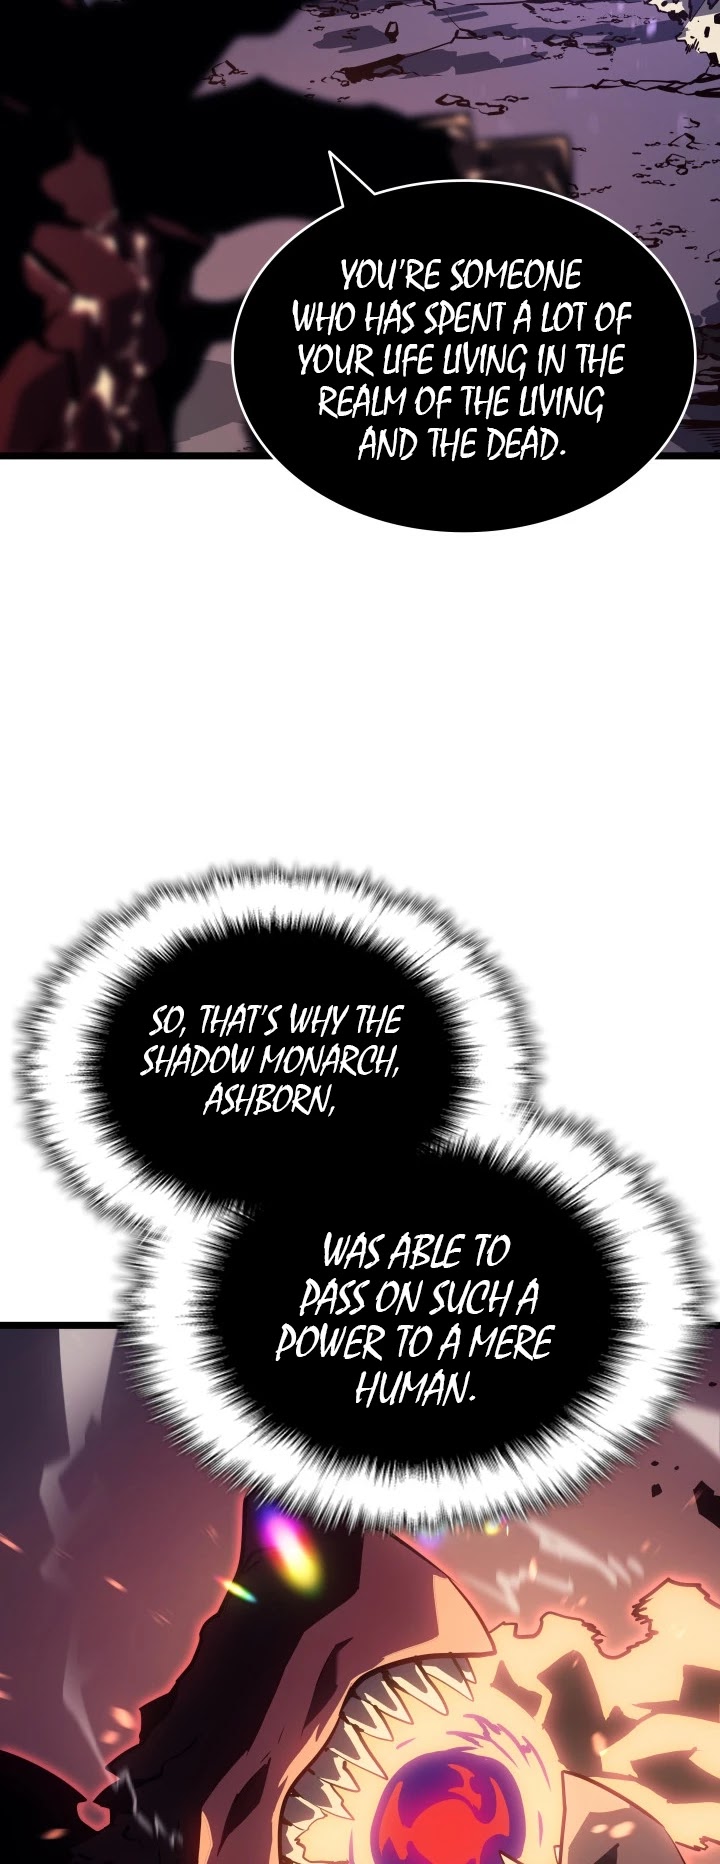 YOU'RE SOMEONE
WHO HAS SPENT A LOT OF
YOUR LIFE LIVING IN THE
REALM OF THE LIVING
AND THE DEAD.
SO, THAT'S WHY THE
SHADOW MONARCH,
ASHBORN,
WAS ABLE TO
PASS ON SUCH A
POWER TO A MERE
HUMAN.